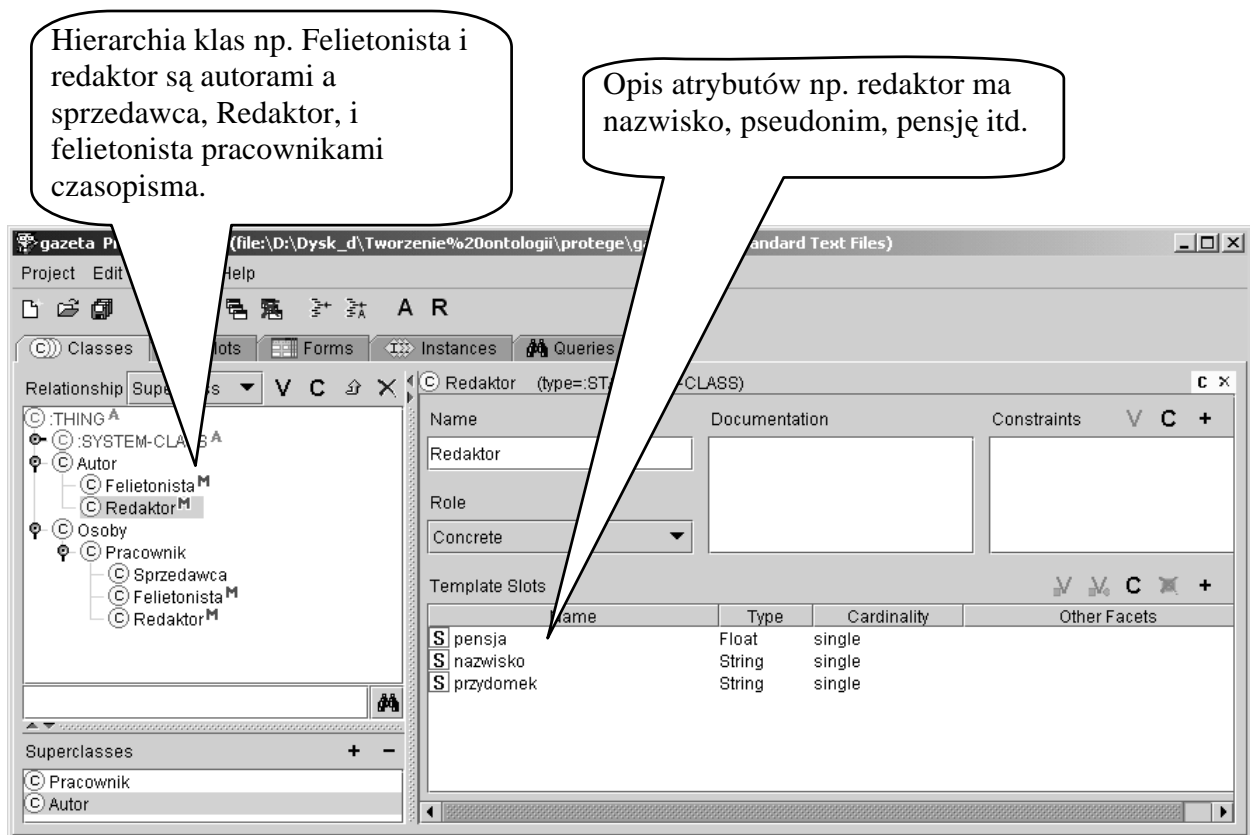 Hierarchia klas np. Felietonista i
redaktor są autorami a
sprzedawca, Redaktor, i
felietonista pracownikami
czasopisma.
Opis atrybutów np. redaktor ma
nazwisko, pseudonim, pensję itd.
gazeta (file:\D:\Dysk_d\Tworzenie%20ontologii\protege\ Text Files)
Project Edit Help
A R
Classes Forms Instances Queries
Relationship V C
:THING A
:SYSTEM-CLASS A
Autor
Felietonista M
Redaktor M
Osoby
Pracownik
Sprzedawca
Felietonista M
Redaktor M
Superclasses + -
Pracownik
Autor
Redaktor (type=:ST CLASS)
Name Documentation Constraints V C +
Redaktor
Role
Concrete
Template Slots V V C +
Name Type Cardinality Other Facets
S pensja Float single
S nazwisko String single
S przydomek String single